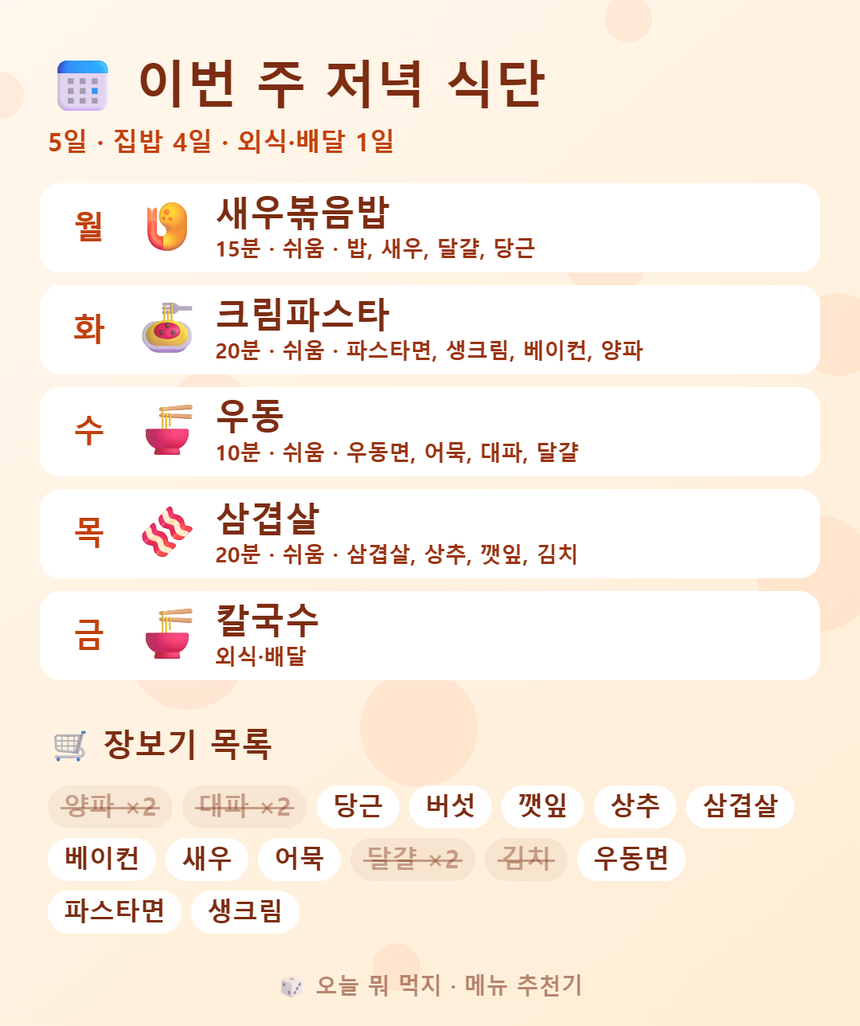 이번 주 저녁 식단
5일 · 집밥 4일 · 외식·배달 1일
월
새우볶음밥
15분 · 쉬움 · 밥, 새우, 달걀, 당근
화
크림파스타
20분 · 쉬움 · 파스타면, 생크림, 베이컨, 양파
수
우동
10분 · 쉬움 · 우동면, 어묵, 대파, 달걀
목
삼겹살
20분 · 쉬움 · 삼겹살, 상추, 깻잎, 김치
금
칼국수
외식·배달
장보기 목록
양파 ×2 대파 ×2 당근 버섯 깻잎 상추 삼겹살
베이컨 새우 어묵 달걀 ×2 김치 우동면
파스타면 생크림
오늘 뭐 먹지 · 메뉴 추천기